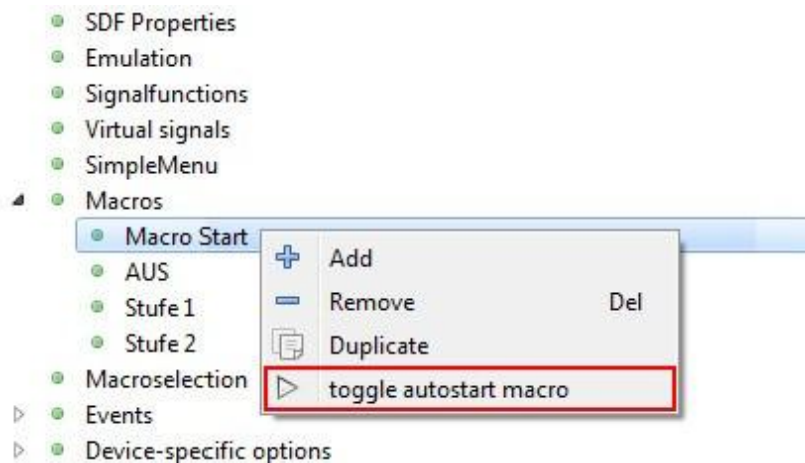 SDF Properties
Emulation
Signalfunctions
Virtual signals
SimpleMenu
Macros
Macro Start
Add
AUS
Remove Del
Stufe 1
Duplicate
Stufe 2
toggle autostart macro
Macroselection
Events
Device-specific options